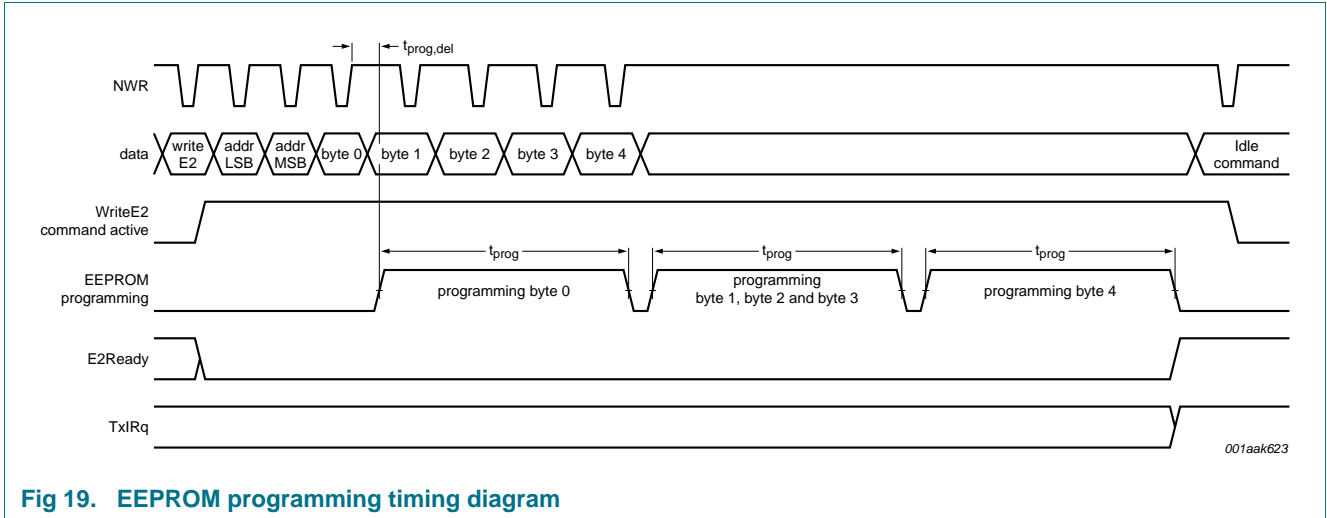 tprog,del
NWR
data
write E2
addr LSB
addr MSB
byte 0
byte 1
byte 2
byte 3
byte 4
Idle command
WriteE2
command active
tprog
tprog
tprog
EEPROM
programming
programming byte 0
programming
byte 1, byte 2 and byte 3
programming byte 4
E2Ready
TxIRq
001aak623
Fig 19. EEPROM programming timing diagram